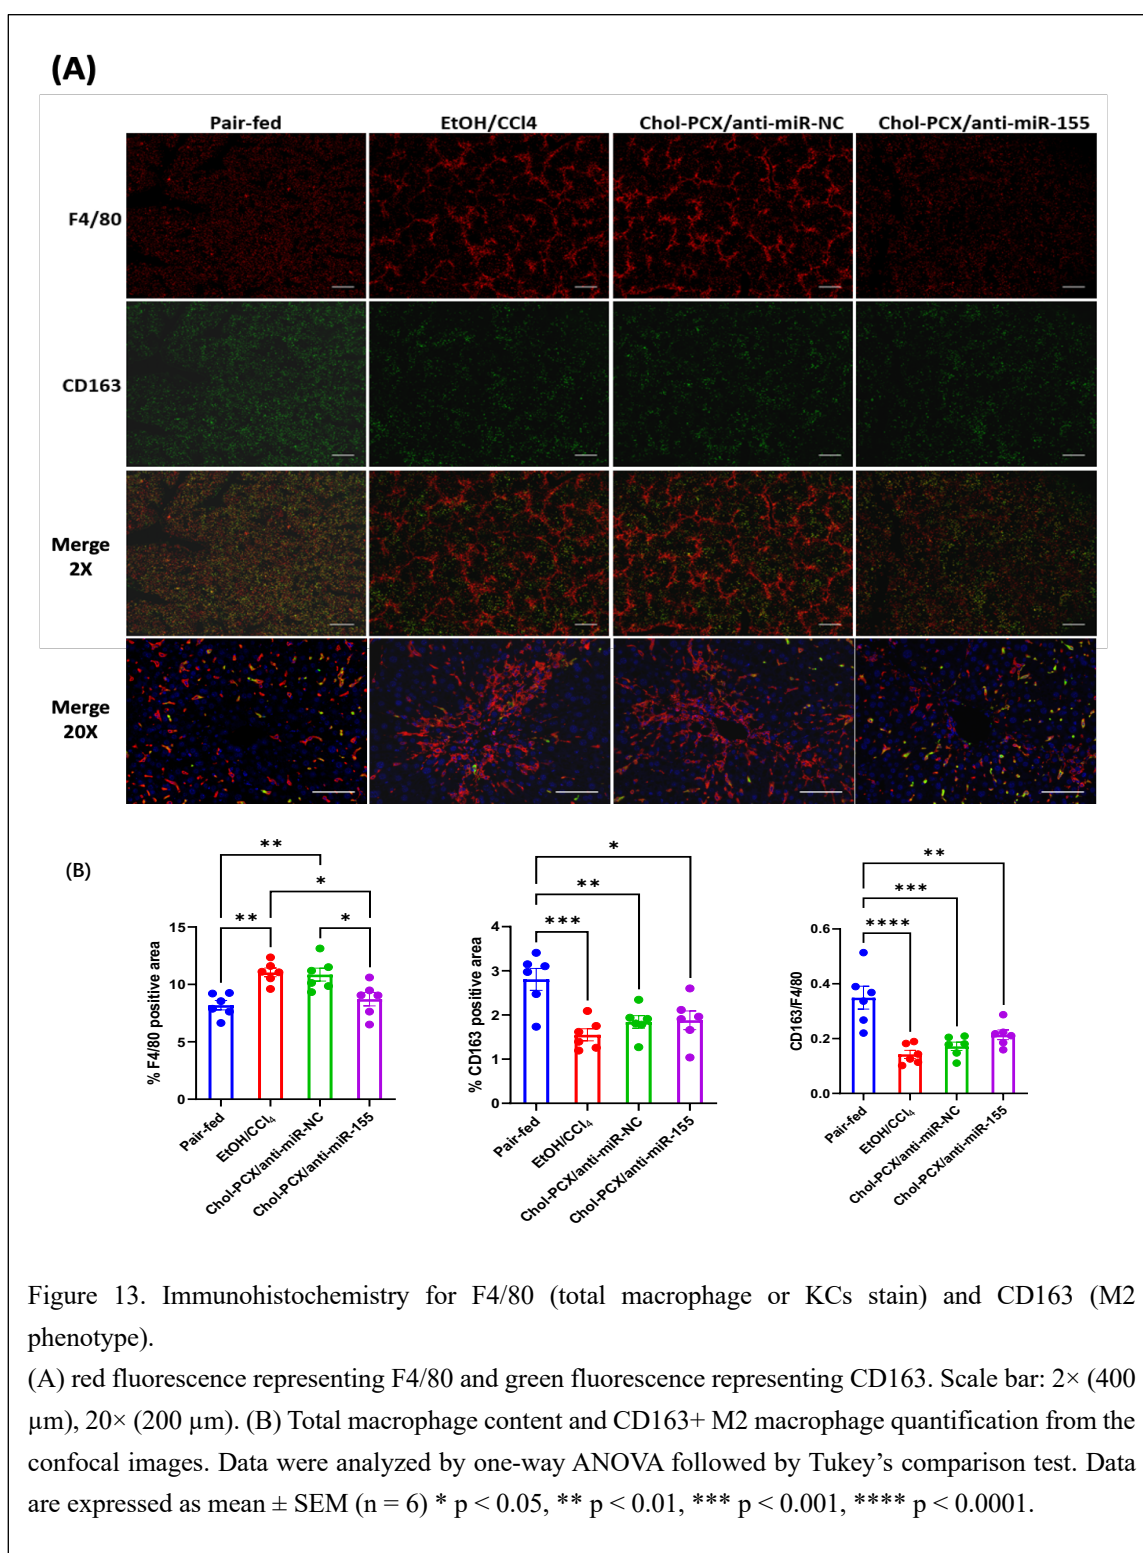 (A)
Pair-fed EtOH/CCl4 Chol-PCX/anti-miR-NC Chol-PCX/anti-miR-155
F4/80
CD163
Merge
2X
Merge
20X
(B)
** * ** *
% F4/80 positive area
15
10
5
0
Pair-fed
EtOH/CCl₄
Chol-PCX/anti-miR-NC
Chol-PCX/anti-miR-155
* ** ***
% CD163 positive area
4
3
2
1
0
Pair-fed
EtOH/CCl₄
Chol-PCX/anti-miR-NC
Chol-PCX/anti-miR-155
** *** ****
CD163/F4/80
0.6
0.4
0.2
0.0
Pair-fed
EtOH/CCl₄
Chol-PCX/anti-miR-NC
Chol-PCX/anti-miR-155
Figure 13. Immunohistochemistry for F4/80 (total macrophage or KCs stain) and CD163 (M2
phenotype).
(A) red fluorescence representing F4/80 and green fluorescence representing CD163. Scale bar: 2× (400
µm), 20× (200 µm). (B) Total macrophage content and CD163+ M2 macrophage quantification from the
confocal images. Data were analyzed by one-way ANOVA followed by Tukey’s comparison test. Data
are expressed as mean ± SEM (n = 6) * p < 0.05, ** p < 0.01, *** p < 0.001, **** p < 0.0001.